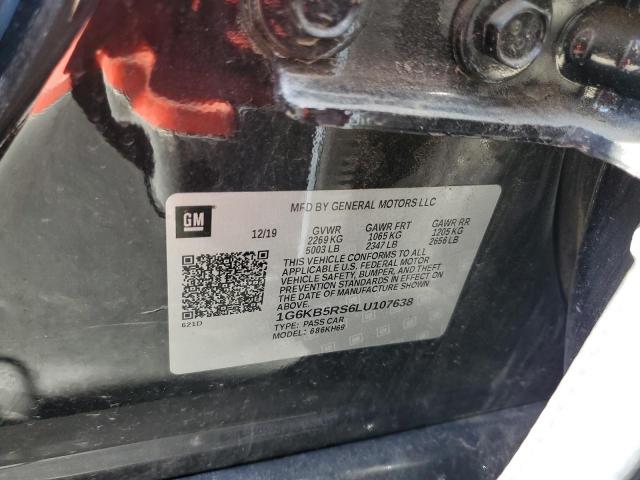 GM
MFD BY GENERAL MOTORS LLC
12/19 GVWR GAWR FRT GAWR RR
2269 KG 1065 KG 1205 KG
5003 LB 2347 LB 2656 LB
THIS VEHICLE CONFORMS TO ALL
APPLICABLE U.S. FEDERAL MOTOR
VEHICLE SAFETY, BUMPER, AND THEFT
PREVENTION STANDARDS IN EFFECT ON
THE DATE OF MANUFACTURE SHOWN
ABOVE.
1G6KB5RS6LU107638
TYPE: PASS CAR
MODEL: 686KH69
621D